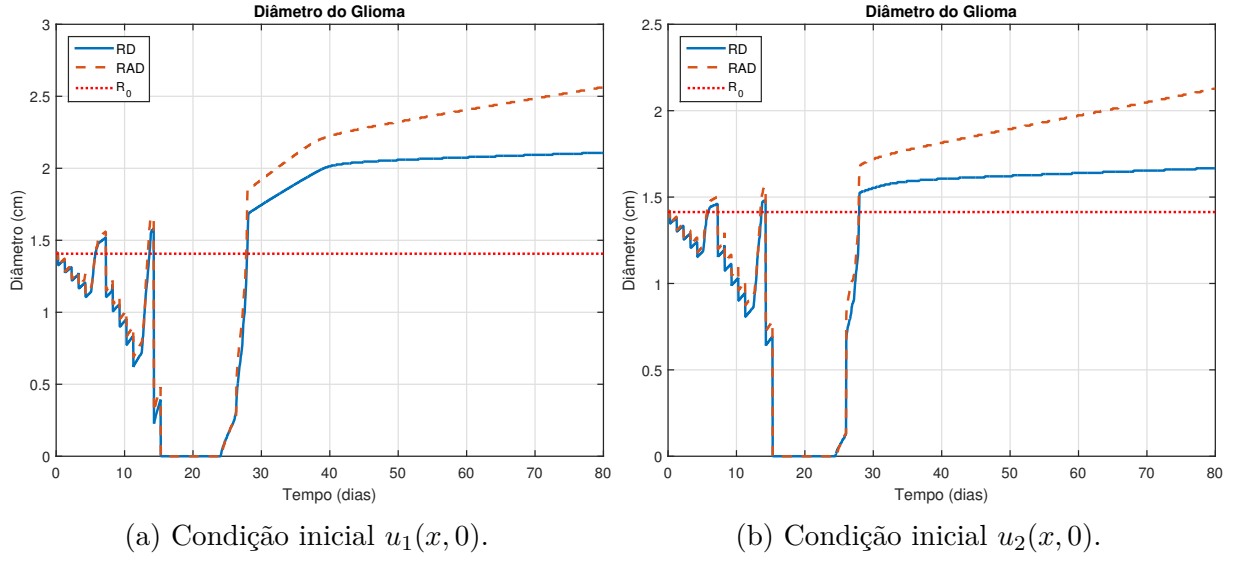 Diâmetro do Glioma
3
2.5
2
1.5
1
0.5
0
RD
RAD
R0
Diâmetro (cm)
0 10 20 30 40 50 60 70 80
Tempo (dias)
(a) Condição inicial u1(x, 0).
Diâmetro do Glioma
2.5
2
1.5
1
0.5
0
RD
RAD
R0
Diâmetro (cm)
0 10 20 30 40 50 60 70 80
Tempo (dias)
(b) Condição inicial u2(x, 0).